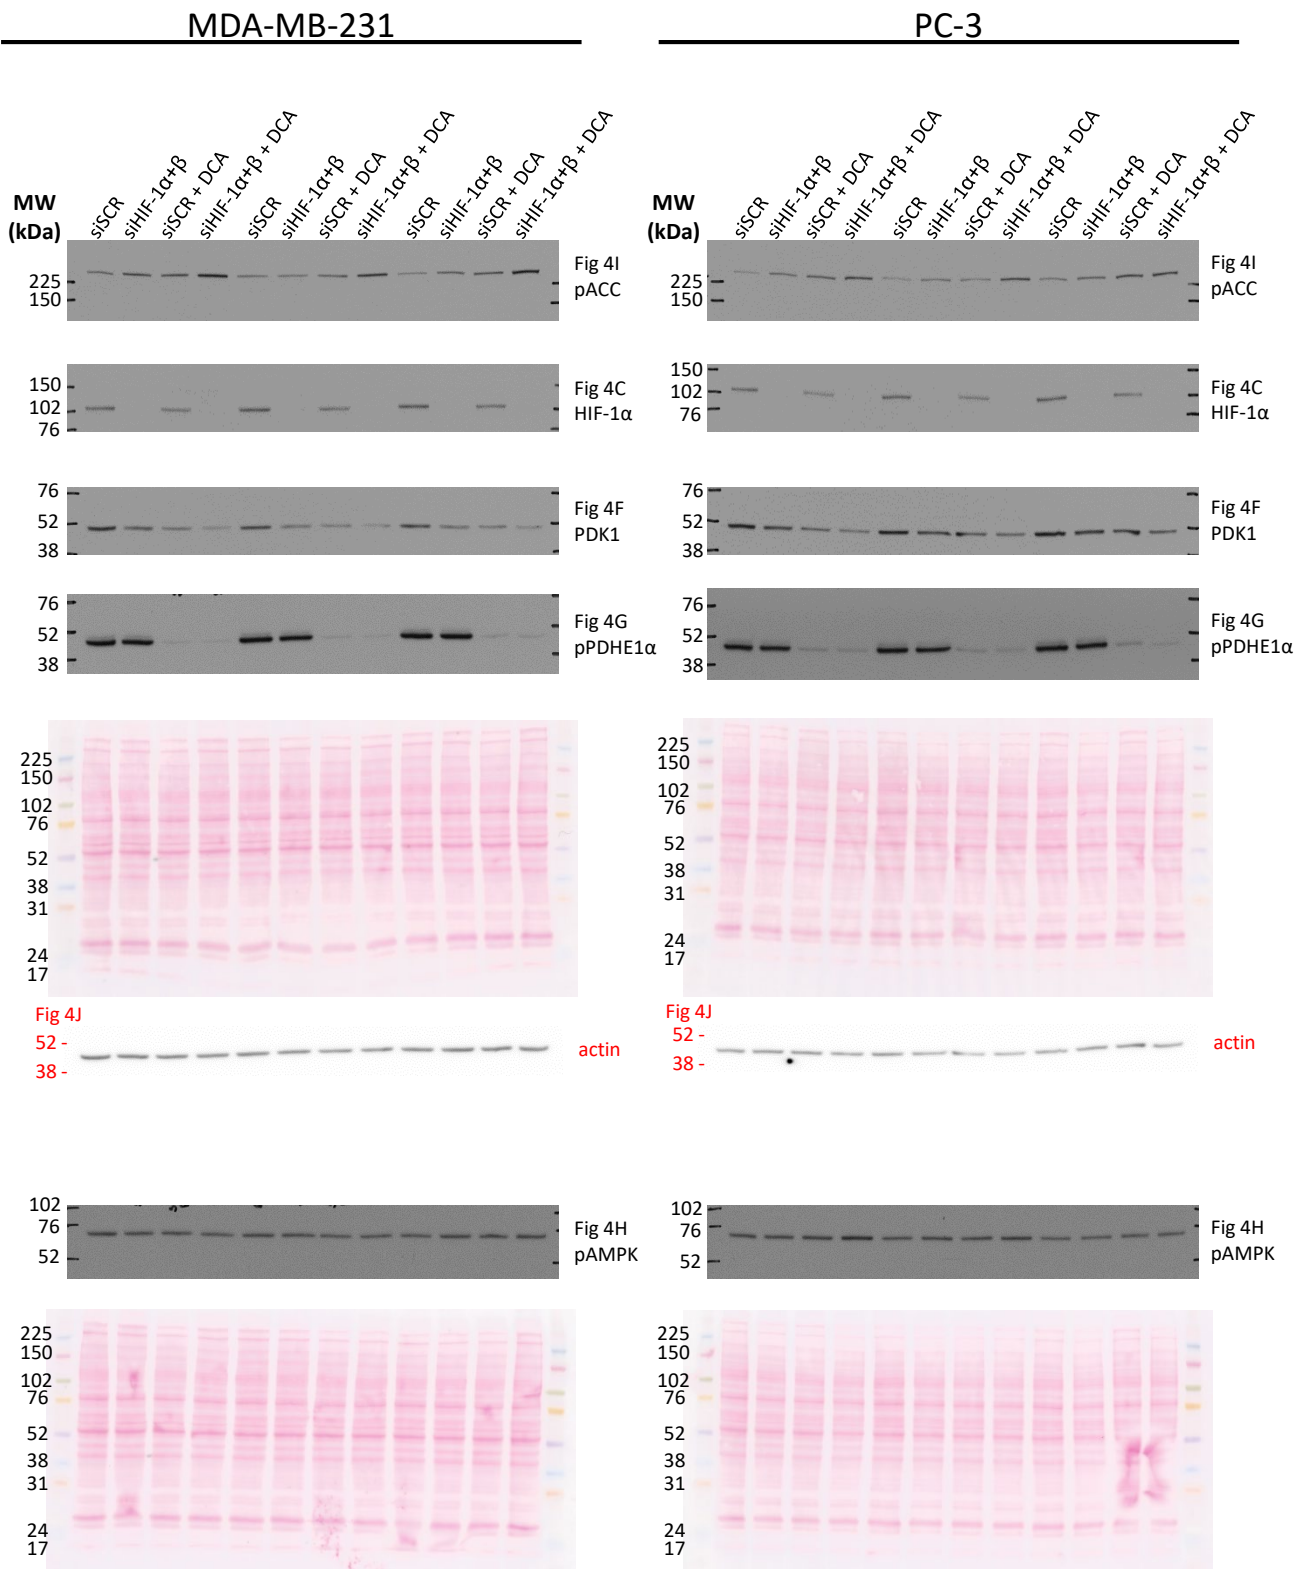 MDA-MB-231
PC-3
MW
(kDa)
siSCR
siHIF-1α+β
siSCR + DCA
siHIF-1α+β + DCA
siSCR
siHIF-1α+β
siSCR + DCA
siHIF-1α+β + DCA
siSCR
siHIF-1α+β
siSCR + DCA
siHIF-1α+β + DCA
MW
(kDa)
siSCR
siHIF-1α+β
siSCR + DCA
siHIF-1α+β + DCA
siSCR
siHIF-1α+β
siSCR + DCA
siHIF-1α+β + DCA
siSCR
siHIF-1α+β
siSCR + DCA
siHIF-1α+β + DCA
225
150
Fig 4I
pACC
225
150
Fig 4I
pACC
150
102
76
Fig 4C
HIF-1α
150
102
76
Fig 4C
HIF-1α
76
52
38
Fig 4F
PDK1
76
52
38
Fig 4F
PDK1
76
52
38
Fig 4G
pPDHE1α
76
52
38
Fig 4G
pPDHE1α
225
150
102
76
52
38
31
24
17
225
150
102
76
52
38
31
24
17
Fig 4J
52 -
38 -
actin
Fig 4J
52 -
38 -
actin
102
76
52
Fig 4H
pAMPK
102
76
52
Fig 4H
pAMPK
225
150
102
76
52
38
31
24
17
225
150
102
76
52
38
31
24
17